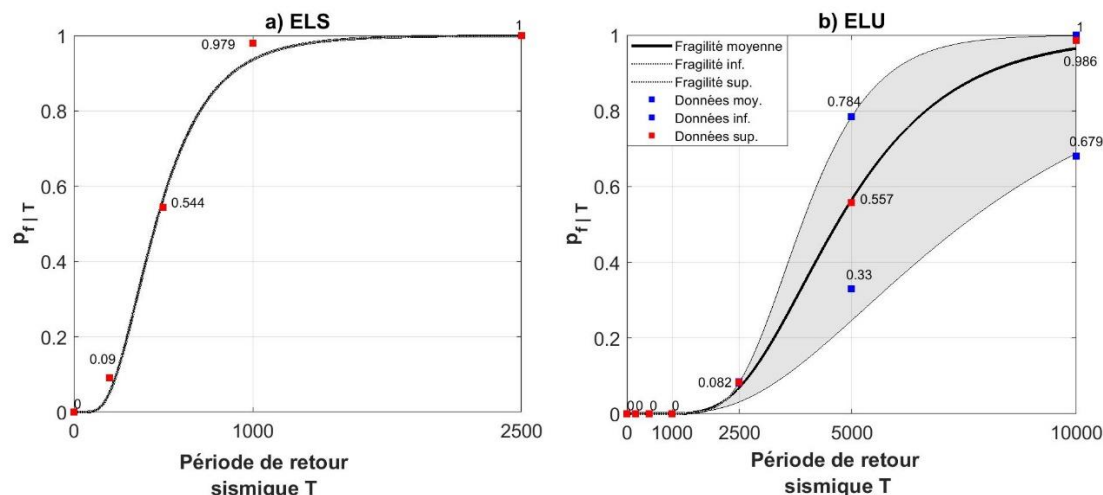 a) ELS
1
0.979
0.544
0.09
0
1
0.8
0.6
0.4
0.2
0
0
1000
2500
p f | T
Période de retour
sismique T
b) ELU
Fragilité moyenne
Fragilité inf.
Fragilité sup.
Données moy.
Données inf.
Données sup.
1
0.986
0.784
0.679
0.557
0.33
0.082
0
0
0
0
1
0.8
0.6
0.4
0.2
0
0
1000
2500
5000
10000
p f | T
Période de retour
sismique T